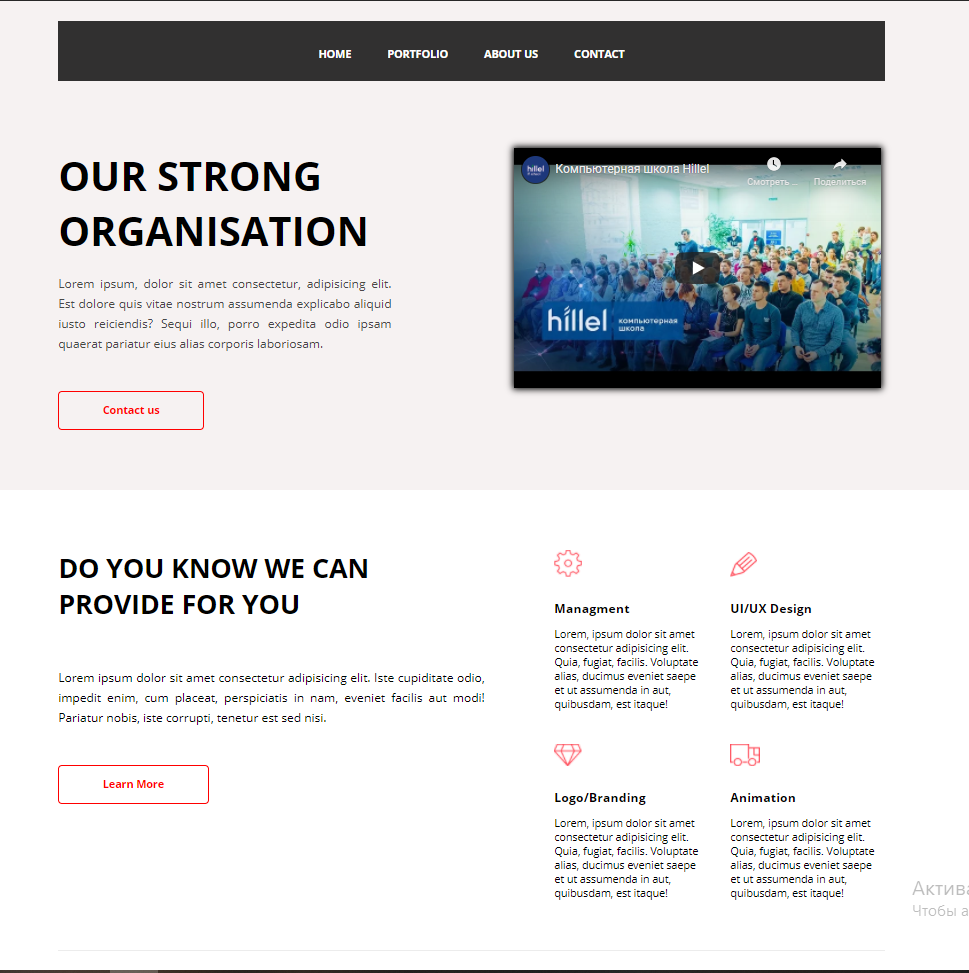 HOME PORTFOLIO ABOUT US CONTACT
OUR STRONG
ORGANISATION
Lorem ipsum, dolor sit amet consectetur, adipisicing elit.
Est dolore quis vitae nostrum assumenda explicabo aliquid
iusto reiciendis? Sequi illo, porro expedita odio ipsam
quaerat pariatur eius alias corporis laboriosam.
Contact us
hillel
Компьютерная школа Hillel
Смотреть ...
Поделиться
hillel
компьютерная
школа
DO YOU KNOW WE CAN
PROVIDE FOR YOU
Lorem ipsum dolor sit amet consectetur adipisicing elit. Iste cupiditate odio,
impedit enim, cum placeat, perspiciatis in nam, eveniet facilis aut modi!
Pariatur nobis, iste corrupti, tenetur est sed nisi.
Learn More
Managment
Lorem, ipsum dolor sit amet
consectetur adipisicing elit.
Quia, fugiat, facilis. Voluptate
alias, ducimus eveniet saepe
et ut assumenda in aut,
quibusdam, est itaque!
UI/UX Design
Lorem, ipsum dolor sit amet
consectetur adipisicing elit.
Quia, fugiat, facilis. Voluptate
alias, ducimus eveniet saepe
et ut assumenda in aut,
quibusdam, est itaque!
Logo/Branding
Lorem, ipsum dolor sit amet
consectetur adipisicing elit.
Quia, fugiat, facilis. Voluptate
alias, ducimus eveniet saepe
et ut assumenda in aut,
quibusdam, est itaque!
Animation
Lorem, ipsum dolor sit amet
consectetur adipisicing elit.
Quia, fugiat, facilis. Voluptate
alias, ducimus eveniet saepe
et ut assumenda in aut,
quibusdam, est itaque!
Актива
Чтобы а